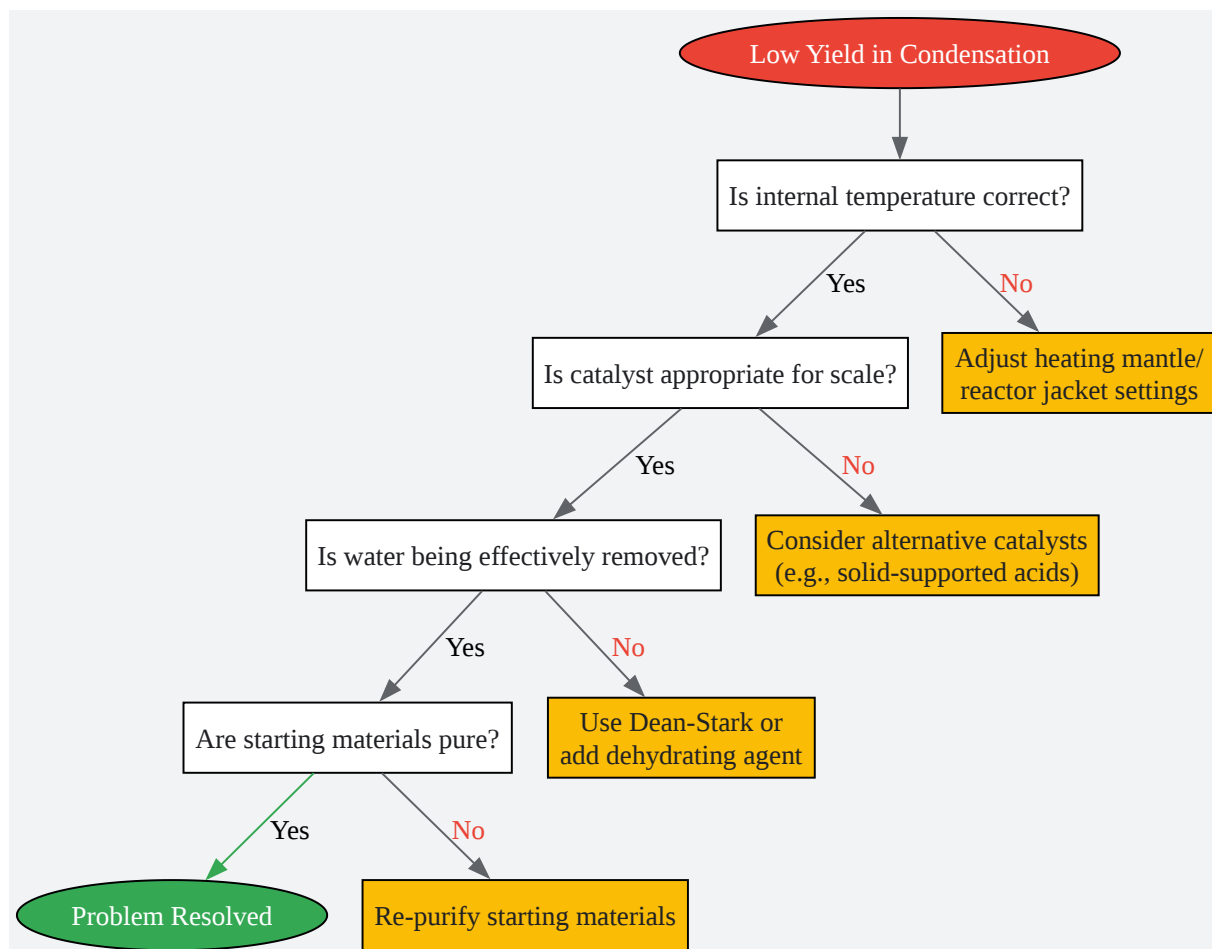 Low Yield in Condensation
Is internal temperature correct?
Yes
No
Is catalyst appropriate for scale?
Adjust heating mantle/
reactor jacket settings
Yes
No
Is water being effectively removed?
Consider alternative catalysts
(e.g., solid-supported acids)
Yes
No
Are starting materials pure?
Use Dean-Stark or
add dehydrating agent
Yes
No
Problem Resolved
Re-purify starting materials